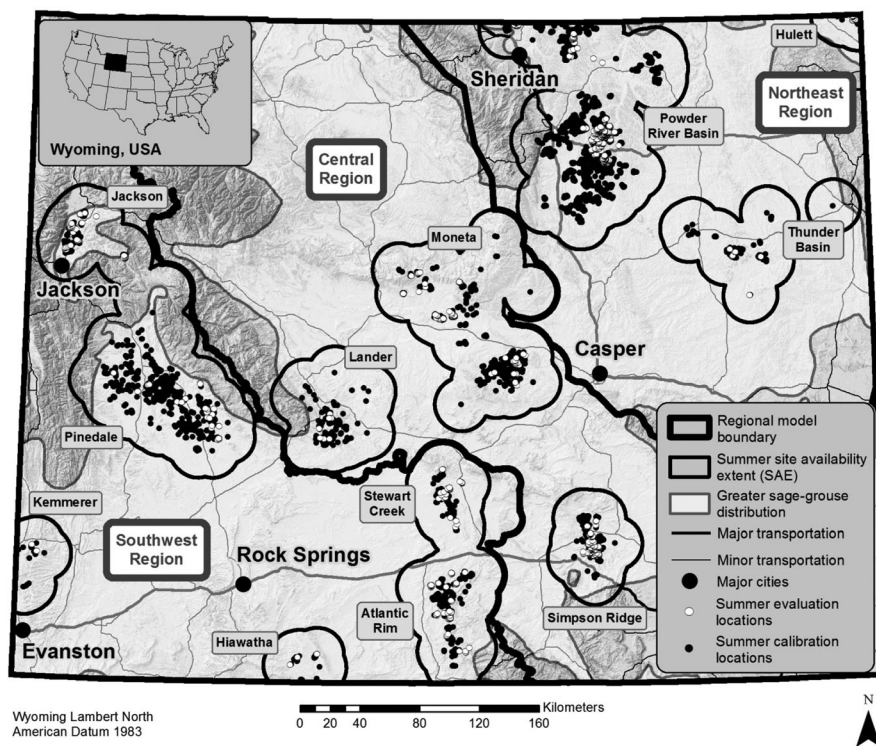 Wyoming, USA
Hulett
Sheridan
Northeast
Region
Powder
River Basin
Central
Region
Jackson
Moneta
Thunder
Basin
Jackson
Lander
Casper
Pinedale
Kemmerer
Stewart
Creek
Southwest
Region
Rock Springs
Atlantic
Rim
Simpson Ridge
Hiawatha
Evanston
Regional model
boundary
Summer site availability
extent (SAE)
Greater sage-grouse
distribution
Major transportation
Minor transportation
Major cities
Summer evaluation
locations
Summer calibration
locations
Wyoming Lambert North
American Datum 1983
Kilometers
0 20 40 80 120 160
N